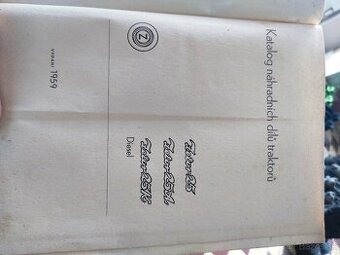 Katalog náhradních dílů traktorů
Z
Zetor 25
Zetor 25A
Zetor 25K
Diesel
VYDÁNÍ 1959